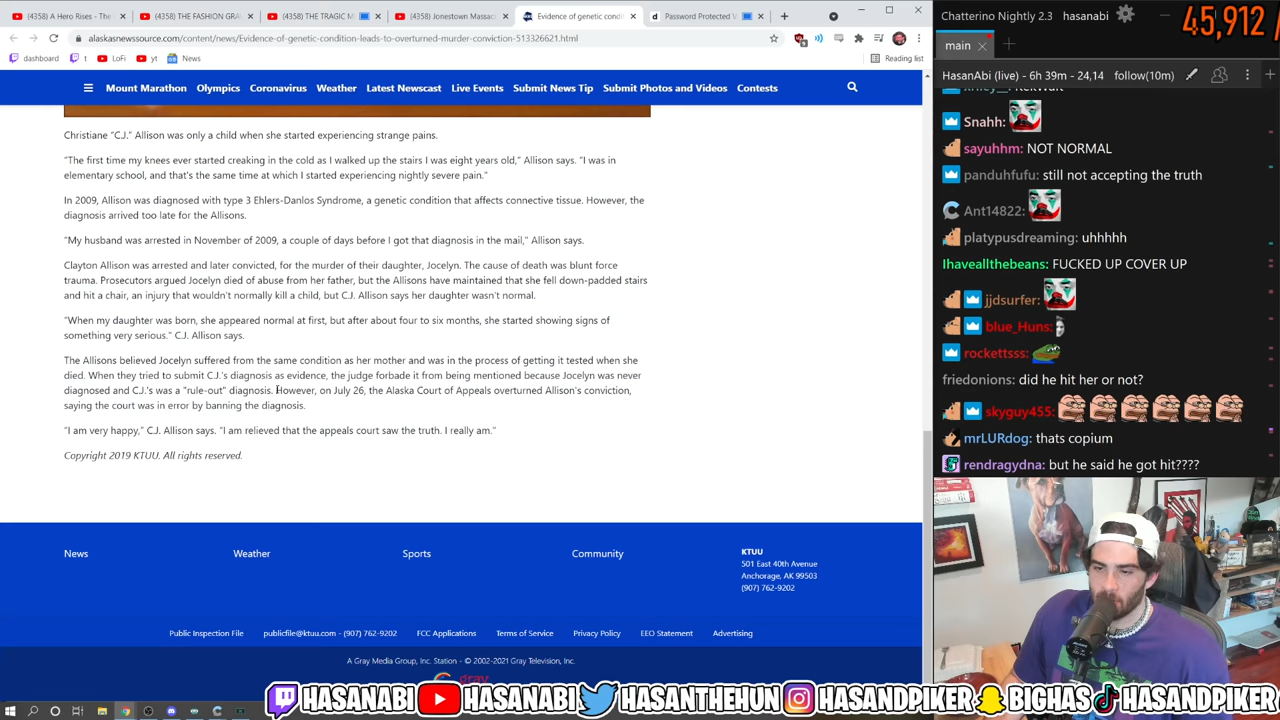 (4358) A Hero Rises - The
(4358) THE FASHION GRA
(4358) THE TRAGIC M
(4358) Jonestown Massac
Evidence of genetic condit
Password Protected V
alaskasnewssource.com/content/news/Evidence-of-genetic-condition-leads-to-overturned-murder-conviction-513326621.html
dashboard
t
LoFi
yt
News
Reading list
Mount Marathon
Olympics
Coronavirus
Weather
Latest Newscast
Live Events
Submit News Tip
Submit Photos and Videos
Contests
Christiane “C.J.” Allison was only a child when she started experiencing strange pains.
“The first time my knees ever started creaking in the cold as I walked up the stairs I was eight years old,” Allison says. “I was in
elementary school, and that's the same time at which I started experiencing nightly severe pain.”
In 2009, Allison was diagnosed with type 3 Ehlers-Danlos Syndrome, a genetic condition that affects connective tissue. However, the
diagnosis arrived too late for the Allisons.
“My husband was arrested in November of 2009, a couple of days before I got that diagnosis in the mail,” Allison says.
Clayton Allison was arrested and later convicted, for the murder of their daughter, Jocelyn. The cause of death was blunt force
trauma. Prosecutors argued Jocelyn died of abuse from her father, but the Allisons have maintained that she fell down-padded stairs
and hit a chair, an injury that wouldn't normally kill a child, but C.J. Allison says her daughter wasn't normal.
“When my daughter was born, she appeared normal at first, but after about four to six months, she started showing signs of
something very serious.” C.J. Allison says.
The Allisons believed Jocelyn suffered from the same condition as her mother and was in the process of getting it tested when she
died. When they tried to submit C.J.'s diagnosis as evidence, the judge forbade it from being mentioned because Jocelyn was never
diagnosed and C.J.'s was a "rule-out" diagnosis. However, on July 26, the Alaska Court of Appeals overturned Allison's conviction,
saying the court was in error by banning the diagnosis.
“I am very happy,” C.J. Allison says. “I am relieved that the appeals court saw the truth. I really am.”
Copyright 2019 KTUU. All rights reserved.
News
Weather
Sports
Community
KTUU
501 East 40th Avenue
Anchorage, AK 99503
(907) 762-9202
Public Inspection File
publicfile@ktuu.com - (907) 762-9202
FCC Applications
Terms of Service
Privacy Policy
EEO Statement
Advertising
A Gray Media Group, Inc. Station - © 2002-2021 Gray Television, Inc.
gray
Chatterino Nightly 2.3
hasanabi
45,912 /
main
HasanAbi (live) - 6h 39m - 24,14
follow(10m)
Snahh:
sayuhhm: NOT NORMAL
panduhfufu: still not accepting the truth
Ant14822:
platypusdreaming: uhhhhh
Ihaveallthebeans: FUCKED UP COVER UP
jjdsurfer:
blue_Huns:
rockettsss:
friedonions: did he hit her or not?
skyguy455:
mrLURdog: thats copium
rendragydna: but he said he got hit????
HASANABI
HASANABI
HASANTHEHUN
HASANDPIKER
BIGHAS
HASANDPIKER